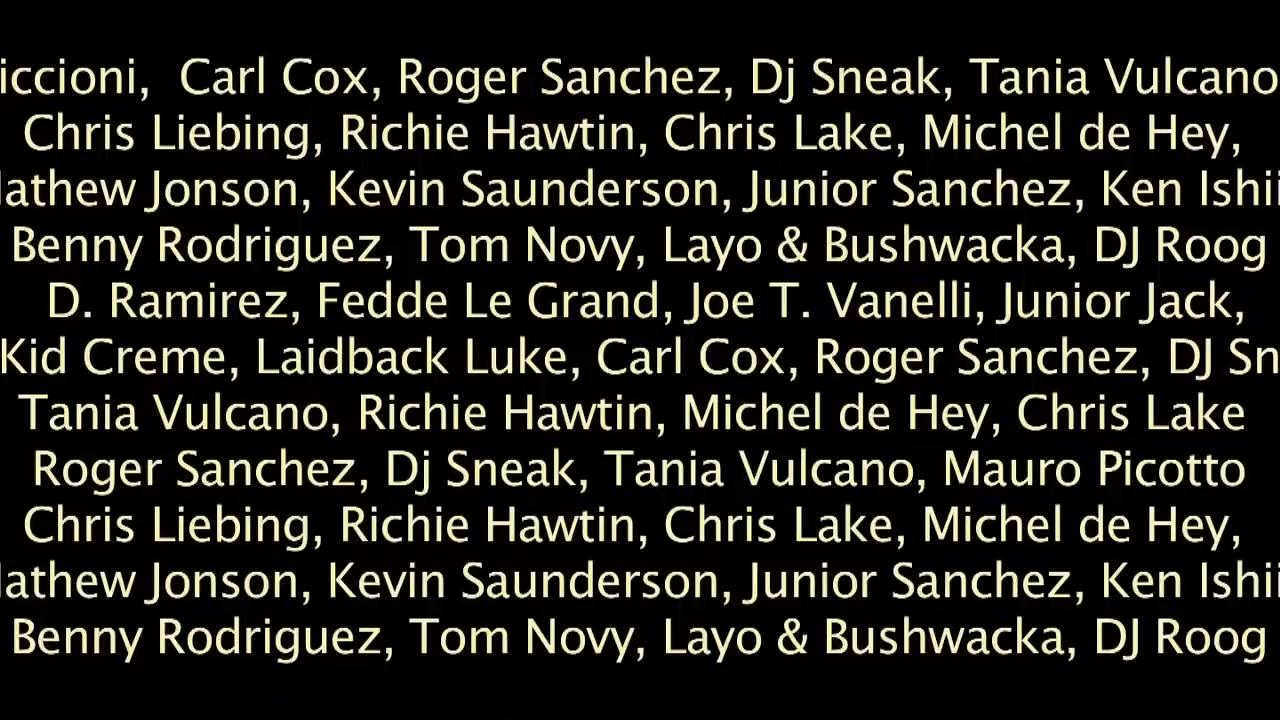 iccioni, Carl Cox, Roger Sanchez, Dj Sneak, Tania Vulcano
Chris Liebing, Richie Hawtin, Chris Lake, Michel de Hey,
athew Jonson, Kevin Saunderson, Junior Sanchez, Ken Ishii
Benny Rodriguez, Tom Novy, Layo & Bushwacka, DJ Roog
D. Ramirez, Fedde Le Grand, Joe T. Vanelli, Junior Jack,
Kid Creme, Laidback Luke, Carl Cox, Roger Sanchez, DJ Sn
Tania Vulcano, Richie Hawtin, Michel de Hey, Chris Lake
Roger Sanchez, Dj Sneak, Tania Vulcano, Mauro Picotto
Chris Liebing, Richie Hawtin, Chris Lake, Michel de Hey,
athew Jonson, Kevin Saunderson, Junior Sanchez, Ken Ishii
Benny Rodriguez, Tom Novy, Layo & Bushwacka, DJ Roog